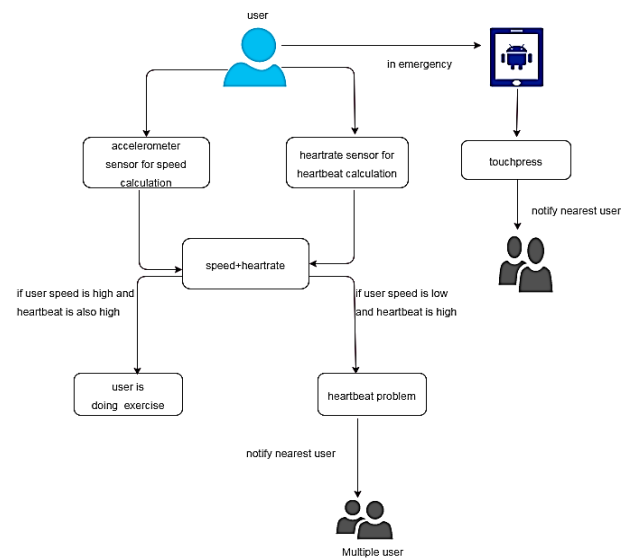 user
in emergency
accelerometer
sensor for speed
calculation
heartrate sensor for
heartbeat calculation
touchpress
notify nearest user
speed+heartrate
if user speed is high and
heartbeat is also high
if user speed is low
and heartbeat is high
user is
doing exercise
heartbeat problem
notify nearest user
Multiple user